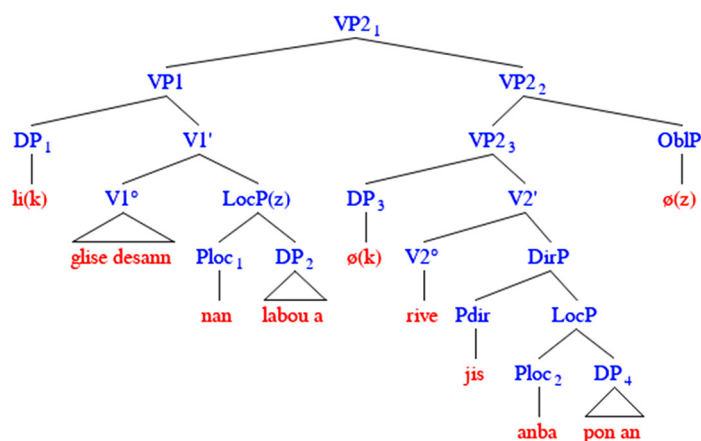 VP2₁
VP1 VP2₂
DP₁ V1' VP2₃ OblP
li(k) V1° LocP(z) DP₃ V2' ø(z)
glise desann Ploc₁ DP₂ ø(k) V2° DirP
nan labou a rive Pdir LocP
jis Ploc₂ DP₄
anba pon an